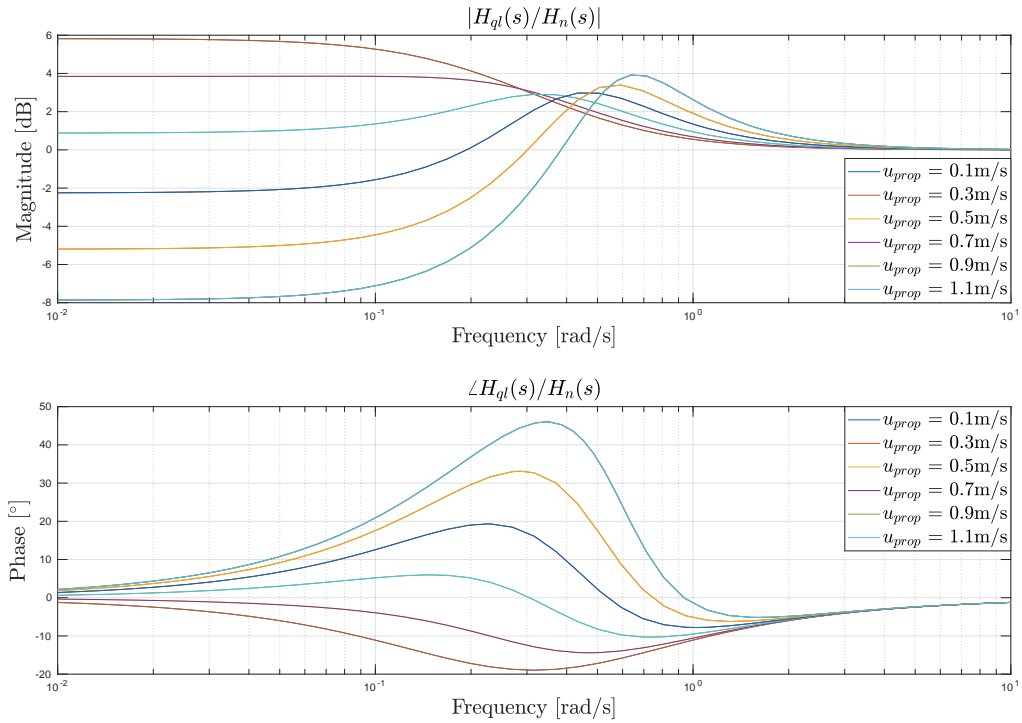 |H_{ql}(s)/H_n(s)|
Magnitude [dB]
6
4
2
0
-2
-4
-6
-8
10^{-2}
10^{-1}
10^0
10^1
Frequency [rad/s]
u_{prop} = 0.1m/s
u_{prop} = 0.3m/s
u_{prop} = 0.5m/s
u_{prop} = 0.7m/s
u_{prop} = 0.9m/s
u_{prop} = 1.1m/s
∠H_{ql}(s)/H_n(s)
Phase [°]
50
40
30
20
10
0
-10
-20
10^{-2}
10^{-1}
10^0
10^1
Frequency [rad/s]
u_{prop} = 0.1m/s
u_{prop} = 0.3m/s
u_{prop} = 0.5m/s
u_{prop} = 0.7m/s
u_{prop} = 0.9m/s
u_{prop} = 1.1m/s